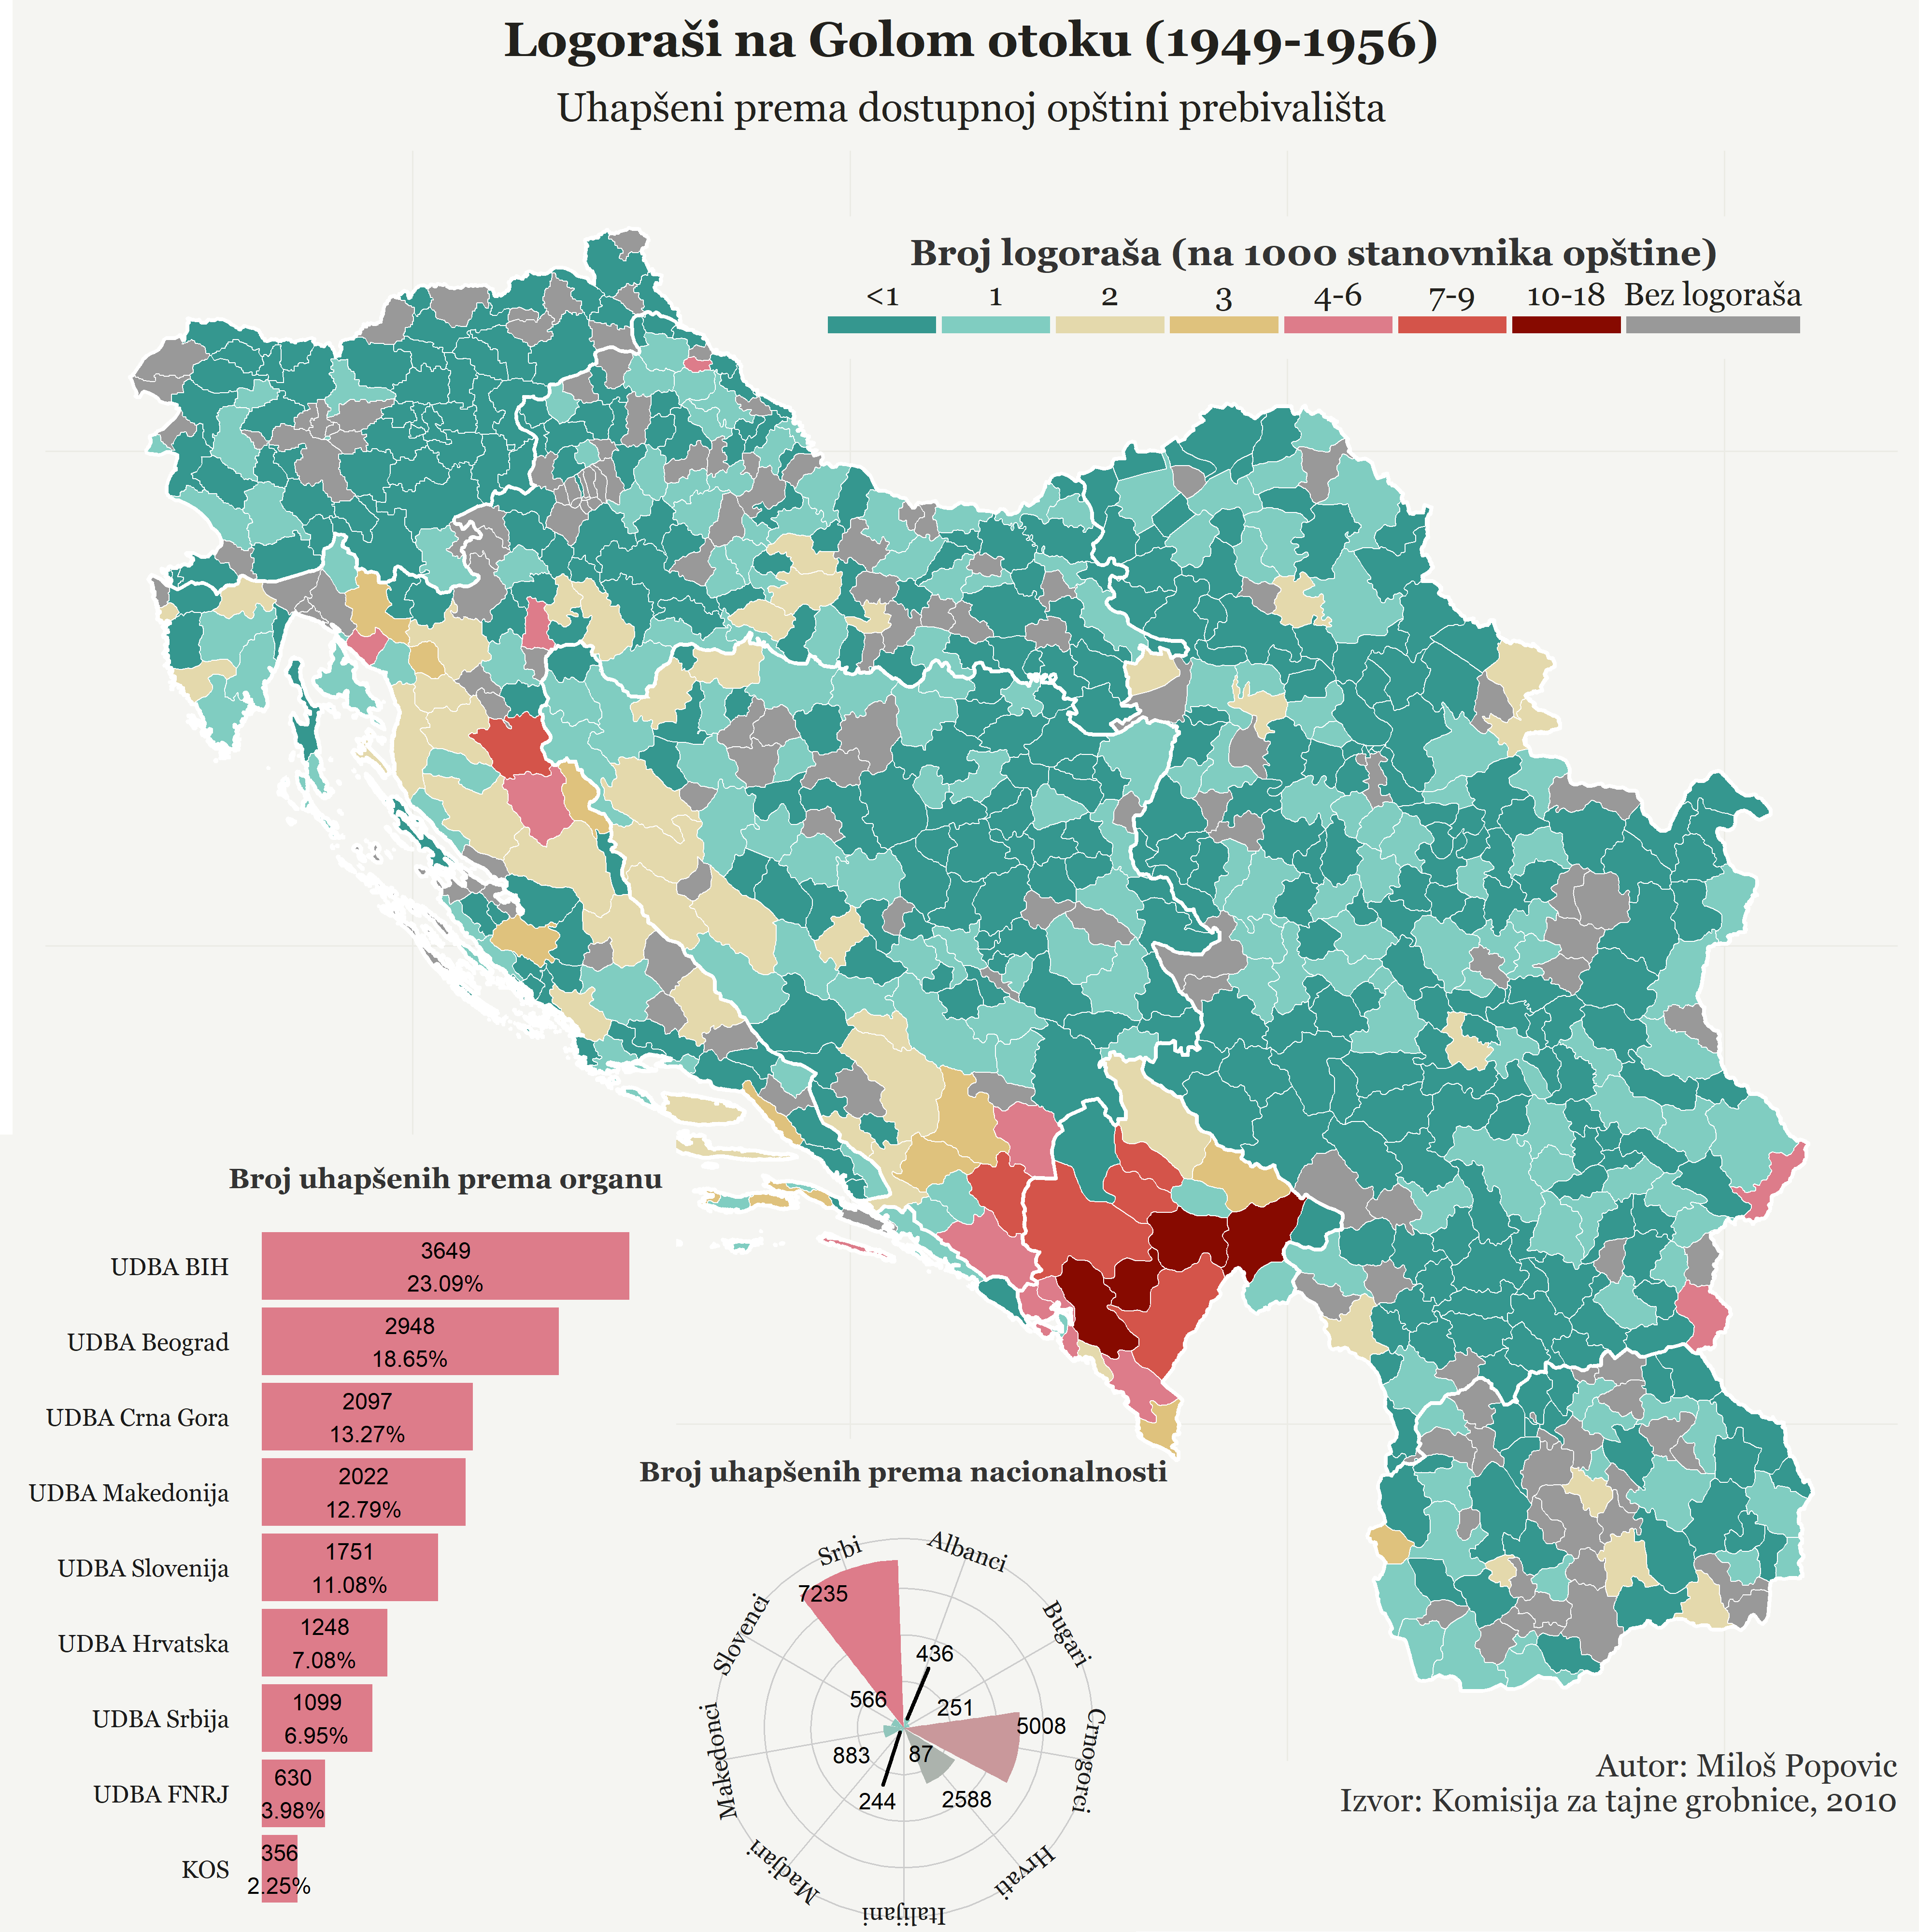 Logoraši na Golom otoku (1949-1956)
Uhapšeni prema dostupnoj opštini prebivališta
Broj logoraša (na 1000 stanovnika opštine)
<1 1 2 3 4-6 7-9 10-18 Bez logoraša
Broj uhapšenih prema organu
UDBA BIH
3649
23.09%
UDBA Beograd
2948
18.65%
UDBA Crna Gora
2097
13.27%
UDBA Makedonija
2022
12.79%
UDBA Slovenija
1751
11.08%
UDBA Hrvatska
1248
7.08%
UDBA Srbija
1099
6.95%
UDBA FNRJ
630
3.98%
KOS
356
2.25%
Broj uhapšenih prema nacionalnosti
Srbi
7235
Albanci
436
Bugari
251
Crnogorci
5008
Hrvati
2588
Italijani
87
Madjari
244
Makedonci
883
Slovenci
566
Autor: Miloš Popovic
Izvor: Komisija za tajne grobnice, 2010